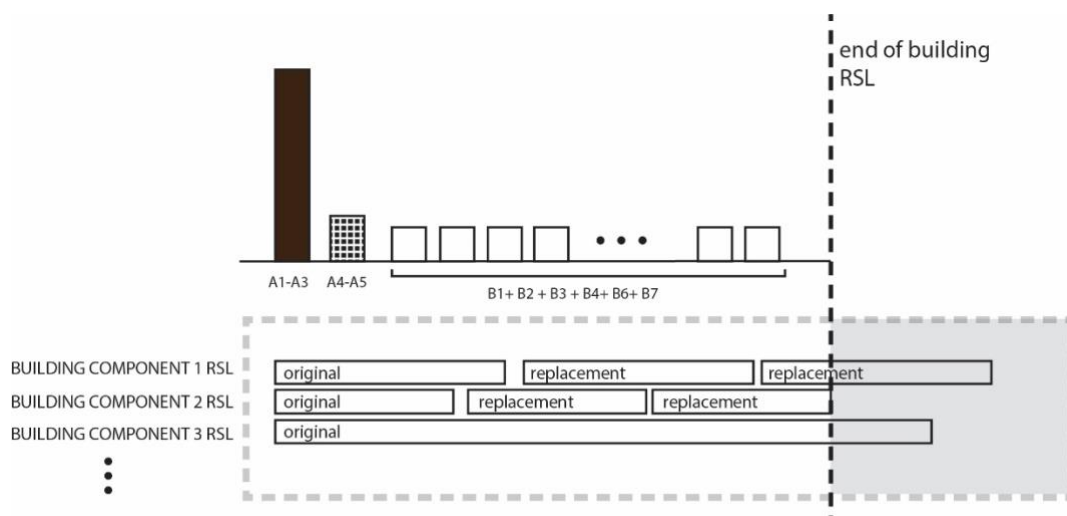 end of building
RSL
A1-A3
A4-A5
B1+ B2 + B3 + B4+ B6+ B7
BUILDING COMPONENT 1 RSL
original
replacement
replacement
BUILDING COMPONENT 2 RSL
original
replacement
replacement
BUILDING COMPONENT 3 RSL
original